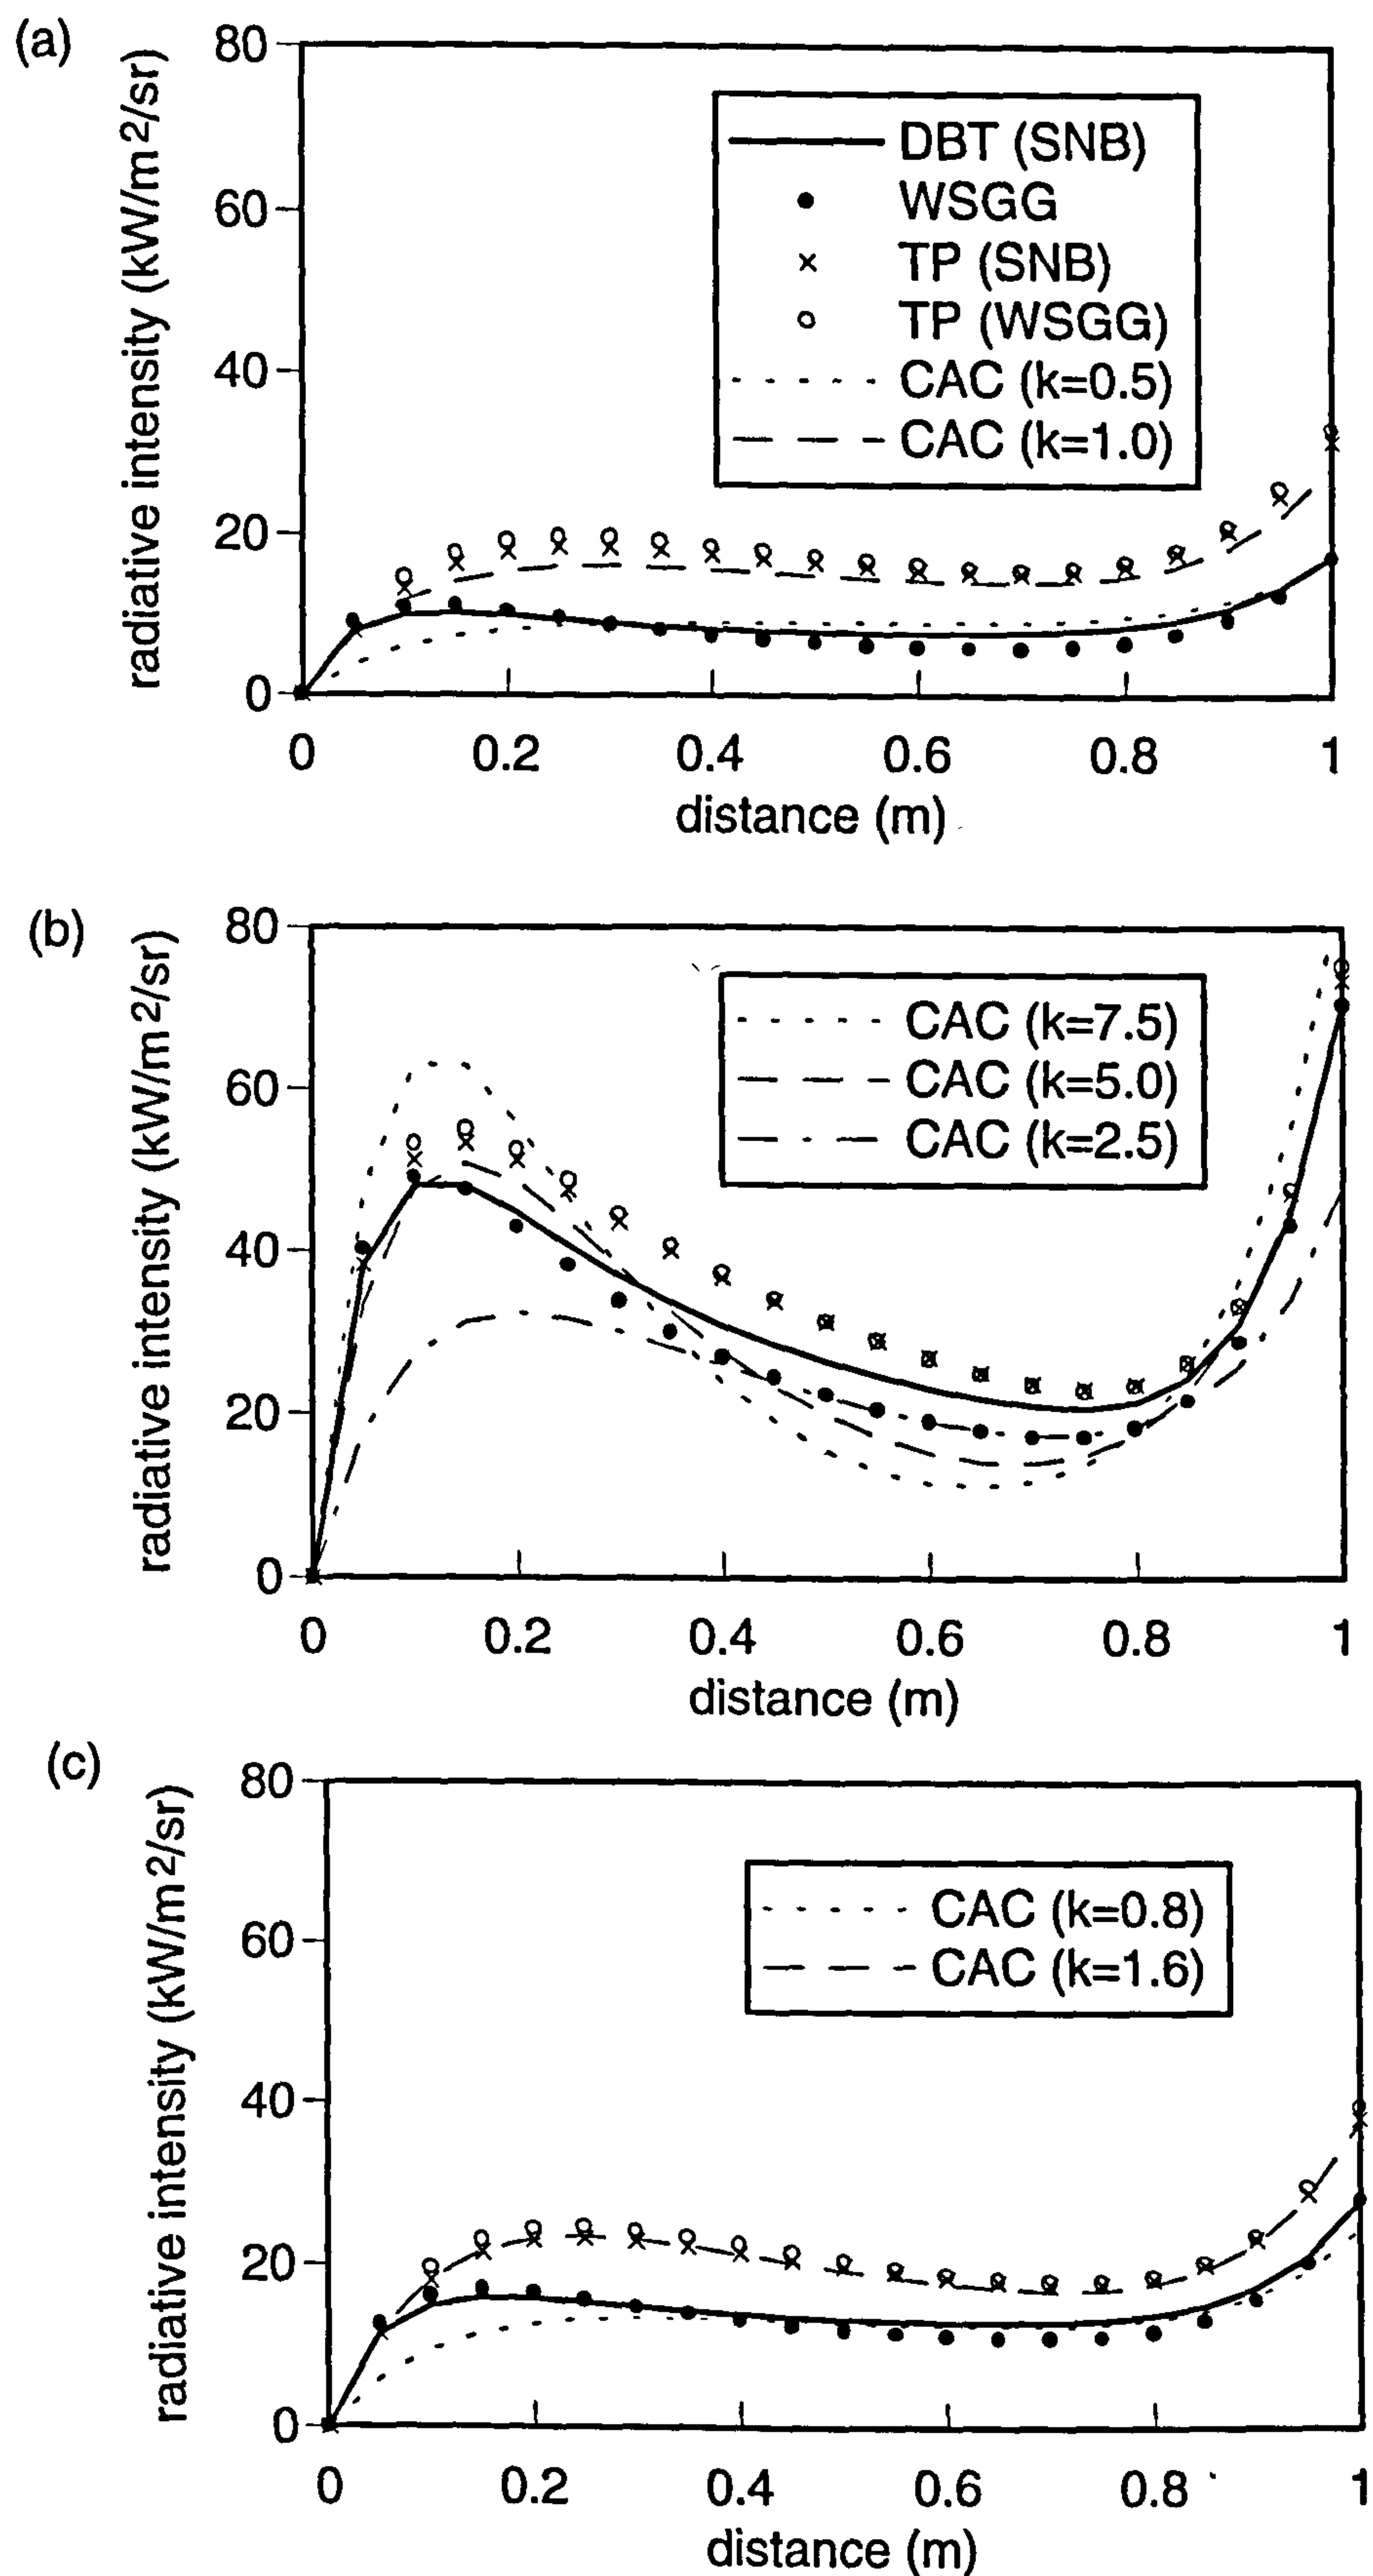 (a)
radiative intensity (kW/m2/sr)
80
60
40
20
0
DBT (SNB)
WSGG
TP (SNB)
TP (WSGG)
CAC (k=0.5)
CAC (k=1.0)
0 0.2 0.4 0.6 0.8 1
distance (m)
(b)
radiative intensity (kW/m2/sr)
80
60
40
20
0
CAC (k=7.5)
CAC (k=5.0)
CAC (k=2.5)
0 0.2 0.4 0.6 0.8 1
distance (m)
(c)
radiative intensity (kW/m2/sr)
80
60
40
20
0
CAC (k=0.8)
CAC (k=1.6)
0 0.2 0.4 0.6 0.8 1
distance (m)